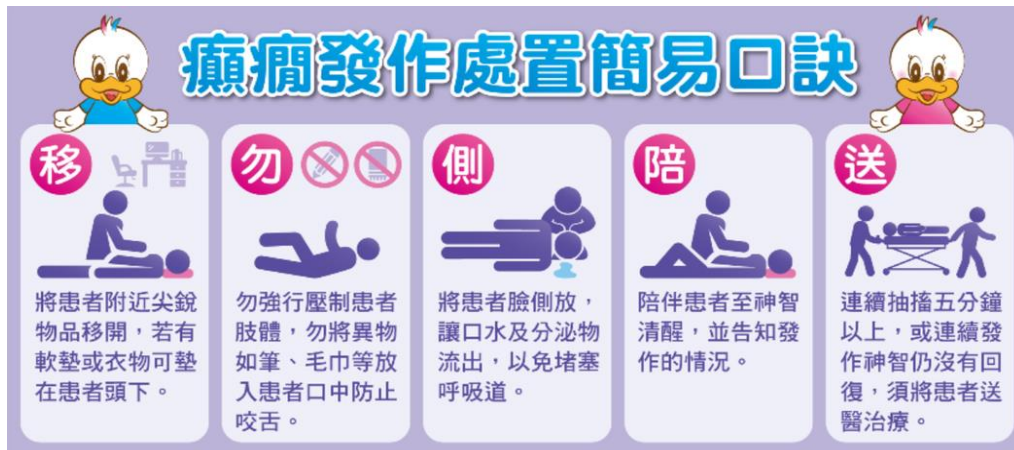 癲癇發作處置簡易口訣
移
將患者附近尖銳
物品移開，若有
軟墊或衣物可墊
在患者頭下。
勿
勿強行壓制患者
肢體，勿將異物
如筆、毛巾等放
入患者口中防止
咬舌。
側
將患者臉側放，
讓口水及分泌物
流出，以免堵塞
呼吸道。
陪
陪伴患者至神智
清醒，並告知發
作的情況。
送
連續抽搐五分鐘
以上，或連續發
作神智仍沒有回
復，須將患者送
醫治療。